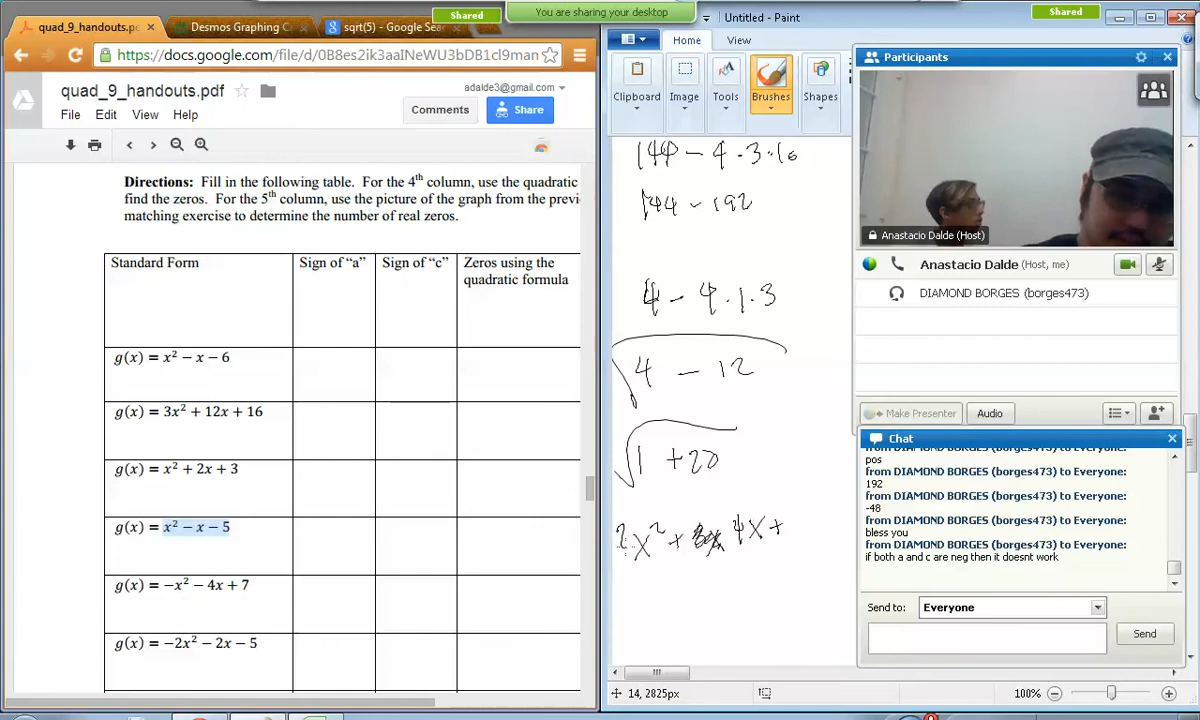 quad_9_handouts.pdf
Desmos Graphing C
sqrt(5) - Google Sea
Shared
You are sharing your desktop
Untitled - Paint
Shared
https://docs.google.com/file/d/0B8es2ik3aaINeWU3bDB1cl9man
quad_9_handouts.pdf
adalde3@gmail.com
File Edit View Help
Comments
Share
Directions: Fill in the following table. For the 4th column, use the quadratic
find the zeros. For the 5th column, use the picture of the graph from the previ
matching exercise to determine the number of real zeros.
Standard Form
Sign of "a"
Sign of "c"
Zeros using the
quadratic formula
g(x) = x² − x − 6
g(x) = 3x² + 12x + 16
g(x) = x² + 2x + 3
g(x) = x² − x − 5
g(x) = −x² − 4x + 7
g(x) = −2x² − 2x − 5
Home View
Clipboard
Image
Tools
Brushes
Shapes
144 − 4 · 3 · 16
144 − 192
4 − 4 · 1 · 3
√4 − 12
√1 + 20
2x² + 4x +
14, 2825px
100%
Participants
Anastacio Dalde (Host)
Anastacio Dalde (Host, me)
DIAMOND BORGES (borges473)
Make Presenter
Audio
Chat
from DIAMOND BORGES (borges473) to Everyone:
pos
from DIAMOND BORGES (borges473) to Everyone:
192
from DIAMOND BORGES (borges473) to Everyone:
-48
from DIAMOND BORGES (borges473) to Everyone:
bless you
from DIAMOND BORGES (borges473) to Everyone:
if both a and c are neg then it doesnt work
Send to:
Everyone
Send